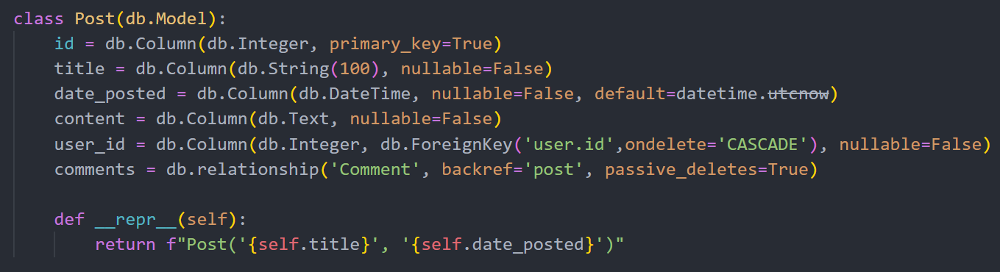 class Post(db.Model):
    id = db.Column(db.Integer, primary_key=True)
    title = db.Column(db.String(100), nullable=False)
    date_posted = db.Column(db.DateTime, nullable=False, default=datetime.utcnow)
    content = db.Column(db.Text, nullable=False)
    user_id = db.Column(db.Integer, db.ForeignKey('user.id',ondelete='CASCADE'), nullable=False)
    comments = db.relationship('Comment', backref='post', passive_deletes=True)

    def __repr__(self):
        return f"Post('{self.title}', '{self.date_posted}')"